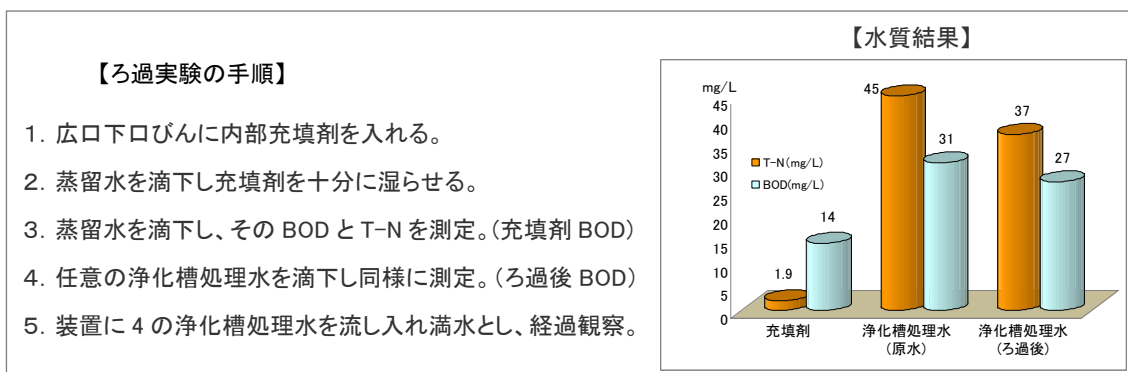 【ろ過実験の手順】
1. 広口下口びんに内部充填剤を入れる。
2. 蒸留水を滴下し充填剤を十分に湿らせる。
3. 蒸留水を滴下し、その BOD と T-N を測定。(充填剤 BOD)
4. 任意の浄化槽処理水を滴下し同様に測定。(ろ過後 BOD)
5. 装置に 4 の浄化槽処理水を流し入れ満水とし、経過観察。
【水質結果】
mg/L
45
40
35
30
25
20
15
10
5
0
T-N(mg/L)
BOD(mg/L)
1.9
14
45
31
37
27
充填剤
浄化槽処理水
(原水)
浄化槽処理水
(ろ過後)